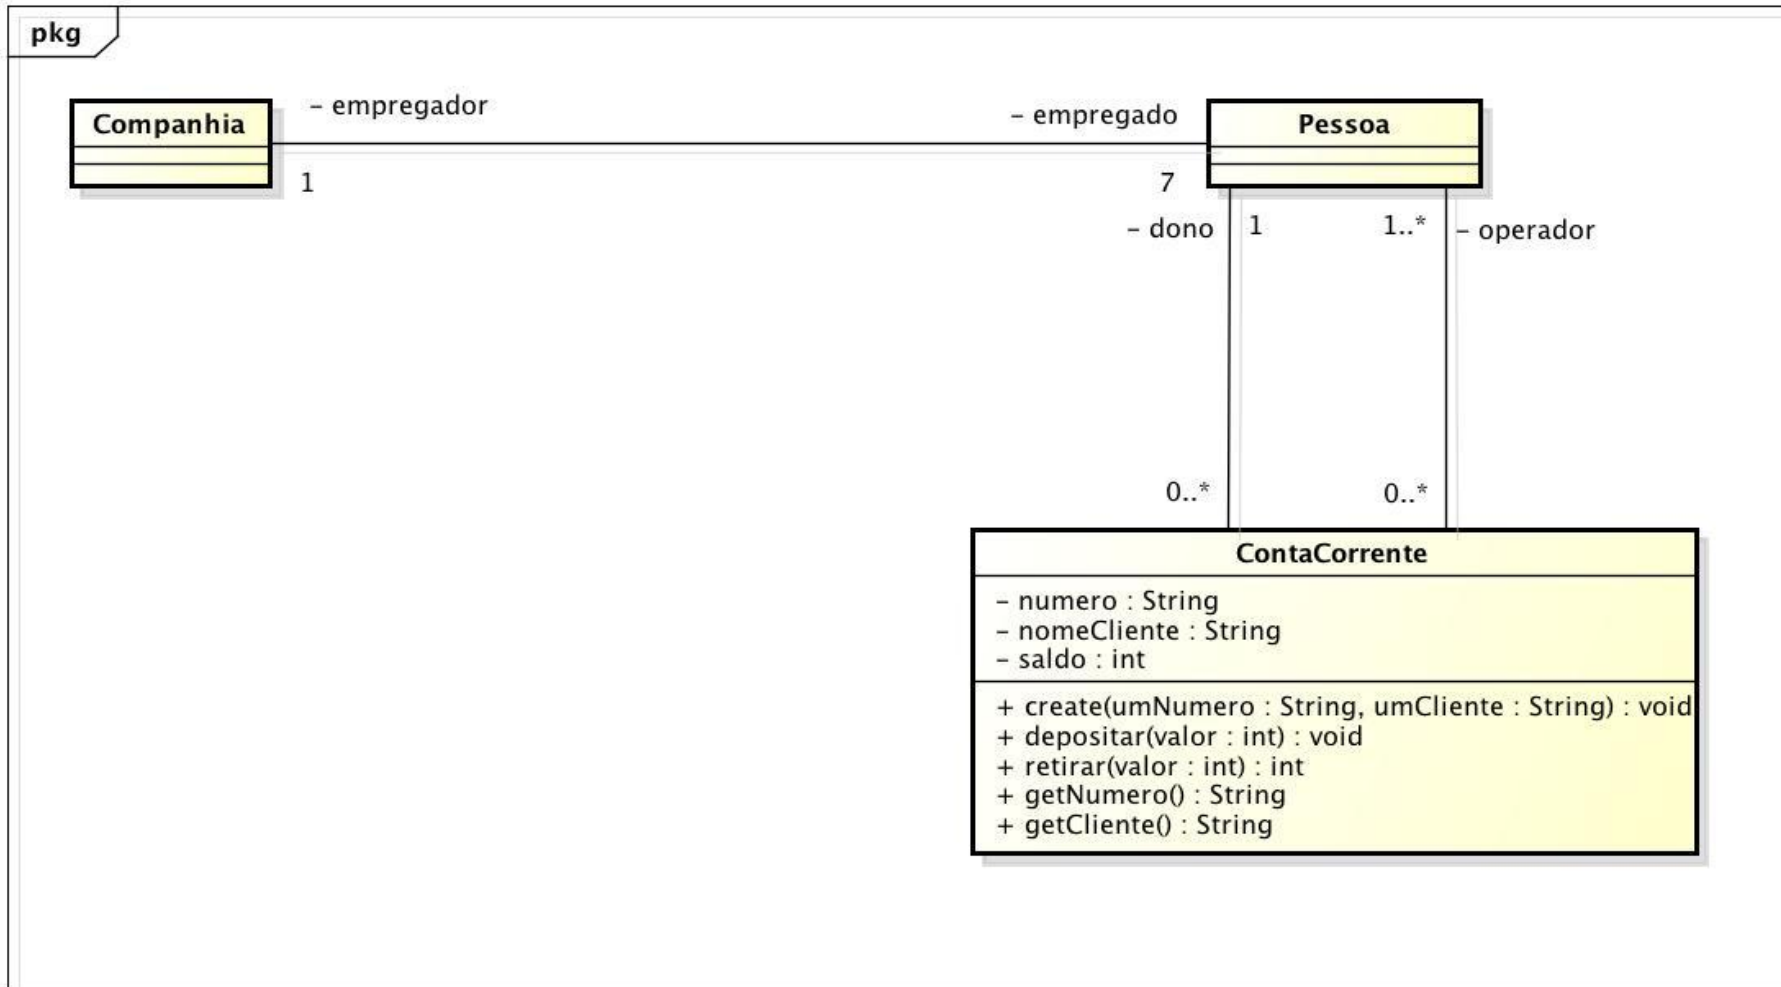 pkg
Companhia
– empregador
1
– empregado
7
Pessoa
– dono
1
1..*
– operador
0..*
0..*
ContaCorrente
– numero : String
– nomeCliente : String
– saldo : int
+ create(umNumero : String, umCliente : String) : void
+ depositar(valor : int) : void
+ retirar(valor : int) : int
+ getNumero() : String
+ getCliente() : String